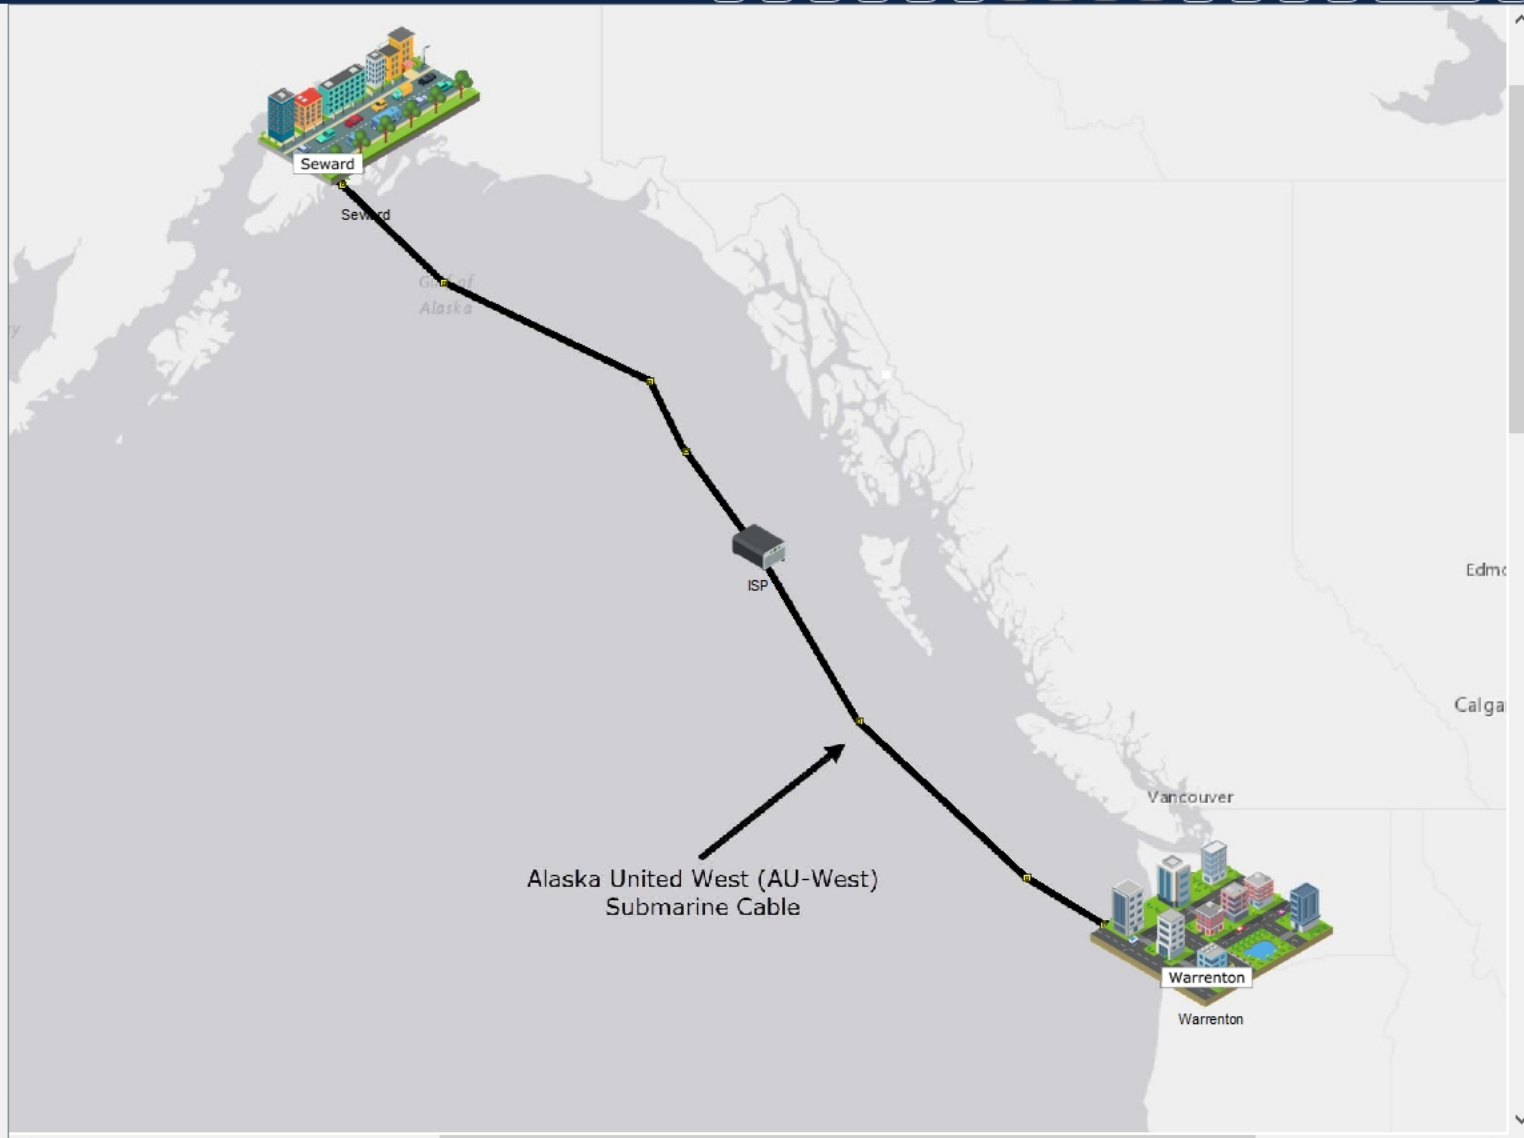 Seward
Seward
Gulf of
Alaska
ISP
Edmo
Calga
Vancouver
Alaska United West (AU-West)
Submarine Cable
Warrenton
Warrenton